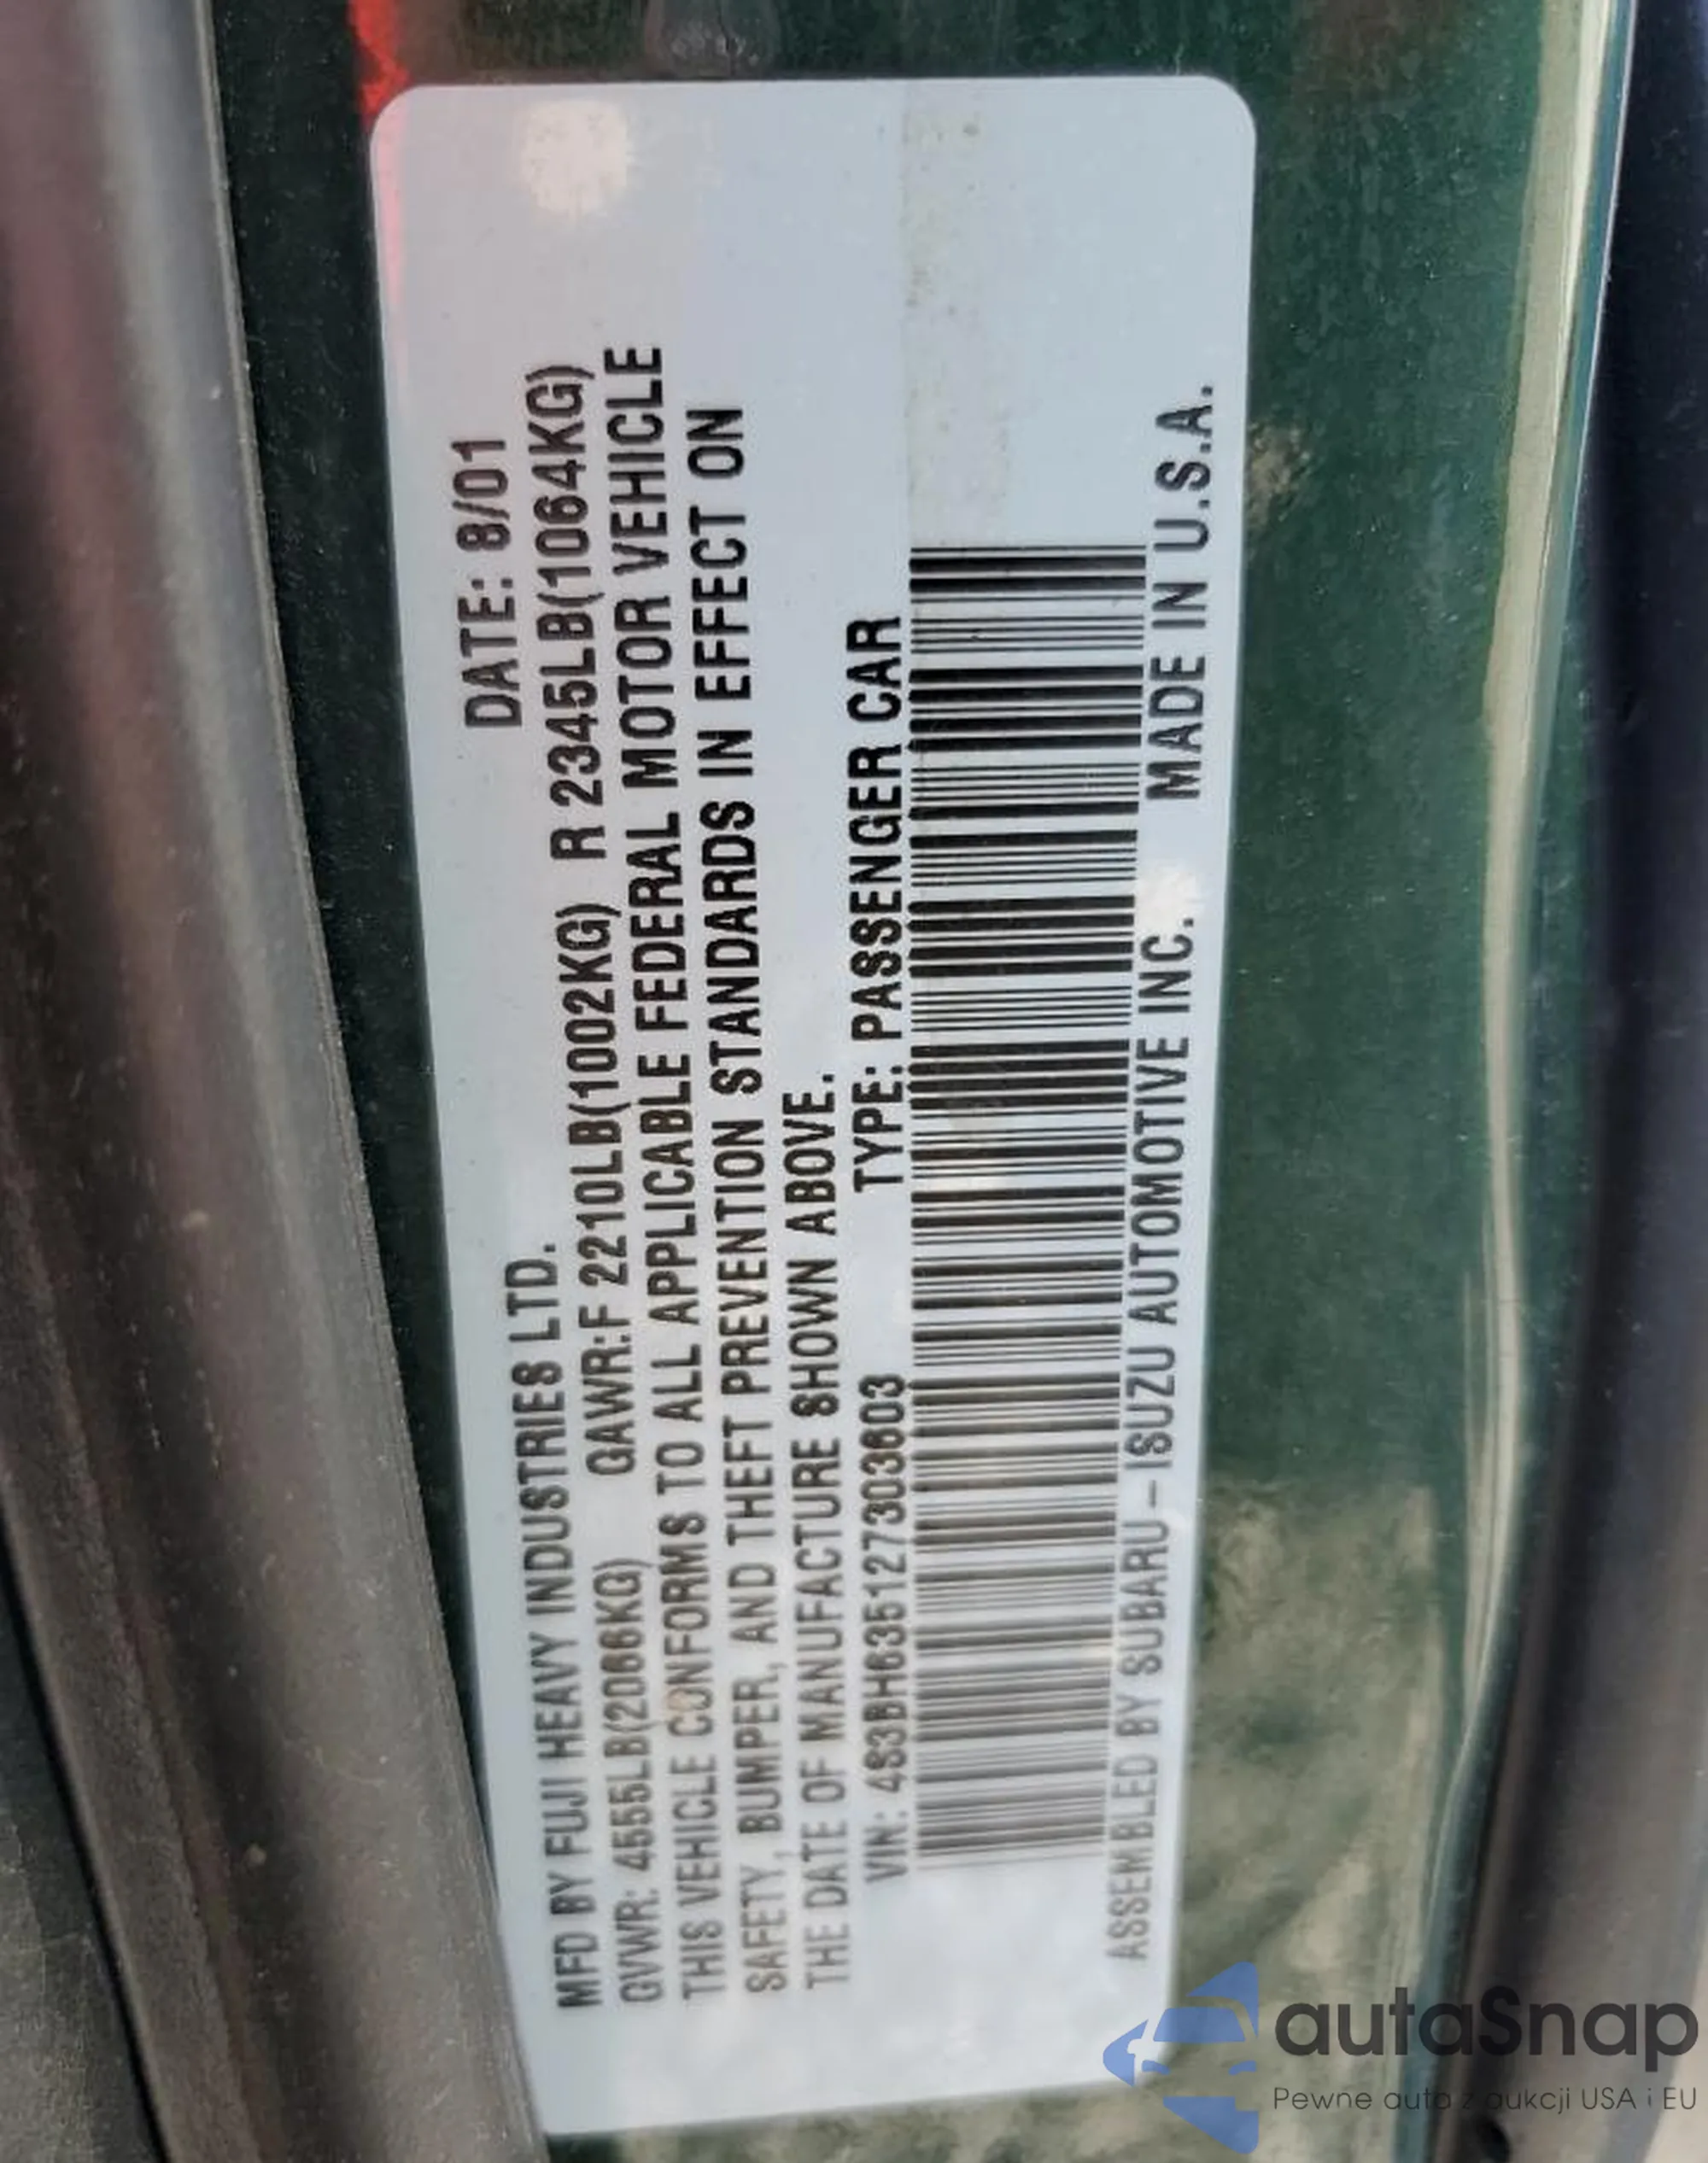 MFD BY FUJI HEAVY INDUSTRIES LTD. DATE: 8/01
GVWR: 4555LB(2066KG) GAWR:F 2210LB(1002KG) R 2345LB(1064KG)
THIS VEHICLE CONFORMS TO ALL APPLICABLE FEDERAL MOTOR VEHICLE
SAFETY, BUMPER, AND THEFT PREVENTION STANDARDS IN EFFECT ON
THE DATE OF MANUFACTURE SHOWN ABOVE.
VIN: 4S3BH635127303603 TYPE: PASSENGER CAR
ASSEMBLED BY SUBARU-ISUZU AUTOMOTIVE INC. MADE IN U.S.A.
autaSnap
Pewne auta z aukcji USA i EU